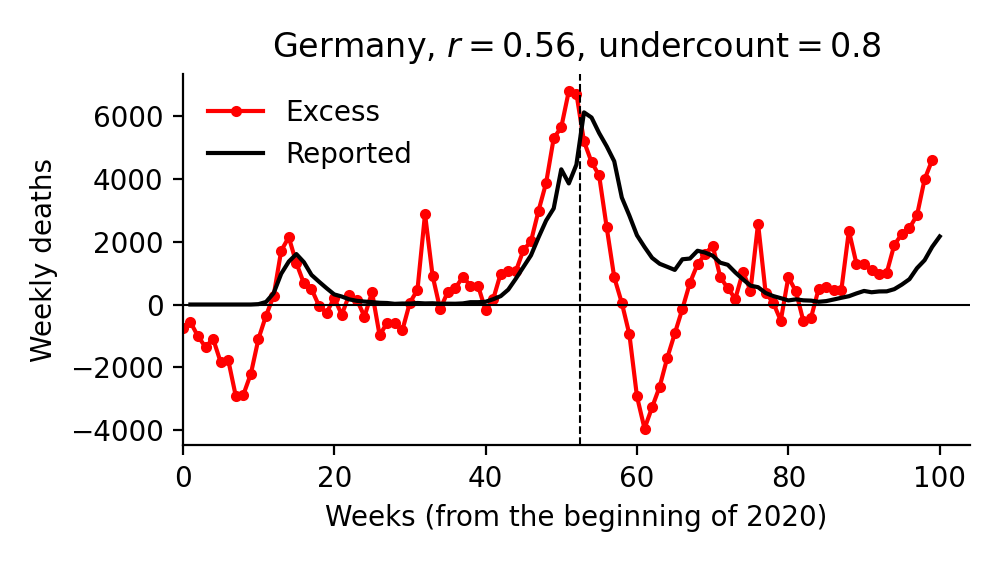 Germany, r = 0.56, undercount = 0.8
Excess
Reported
Weekly deaths
6000
4000
2000
0
−2000
−4000
0 20 40 60 80 100
Weeks (from the beginning of 2020)